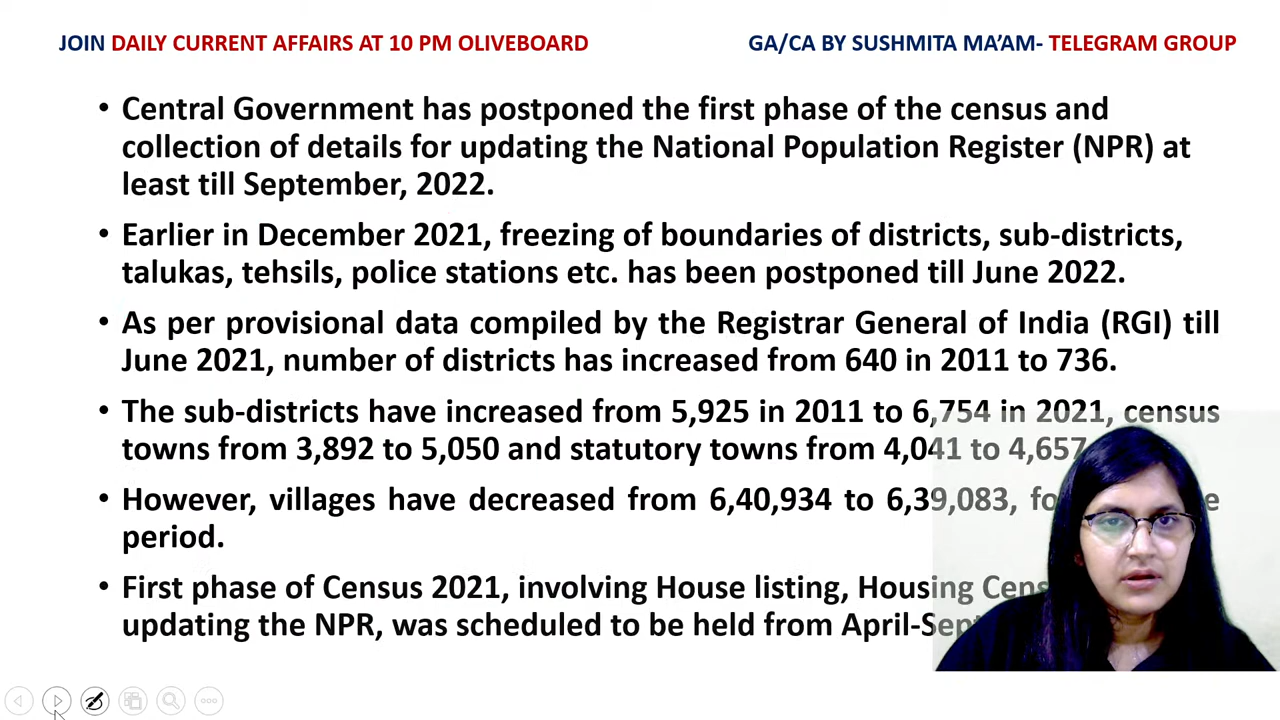 JOIN DAILY CURRENT AFFAIRS AT 10 PM OLIVEBOARD
GA/CA BY SUSHMITA MA'AM- TELEGRAM GROUP
• Central Government has postponed the first phase of the census and
collection of details for updating the National Population Register (NPR) at
least till September, 2022.
• Earlier in December 2021, freezing of boundaries of districts, sub-districts,
talukas, tehsils, police stations etc. has been postponed till June 2022.
• As per provisional data compiled by the Registrar General of India (RGI) till
June 2021, number of districts has increased from 640 in 2011 to 736.
• The sub-districts have increased from 5,925 in 2011 to 6,754 in 2021, census
towns from 3,892 to 5,050 and statutory towns from 4,041 to 4,657
• However, villages have decreased from 6,40,934 to 6,39,083,
period.
• First phase of Census 2021, involving House listing, Housing
updating the NPR, was scheduled to be held from